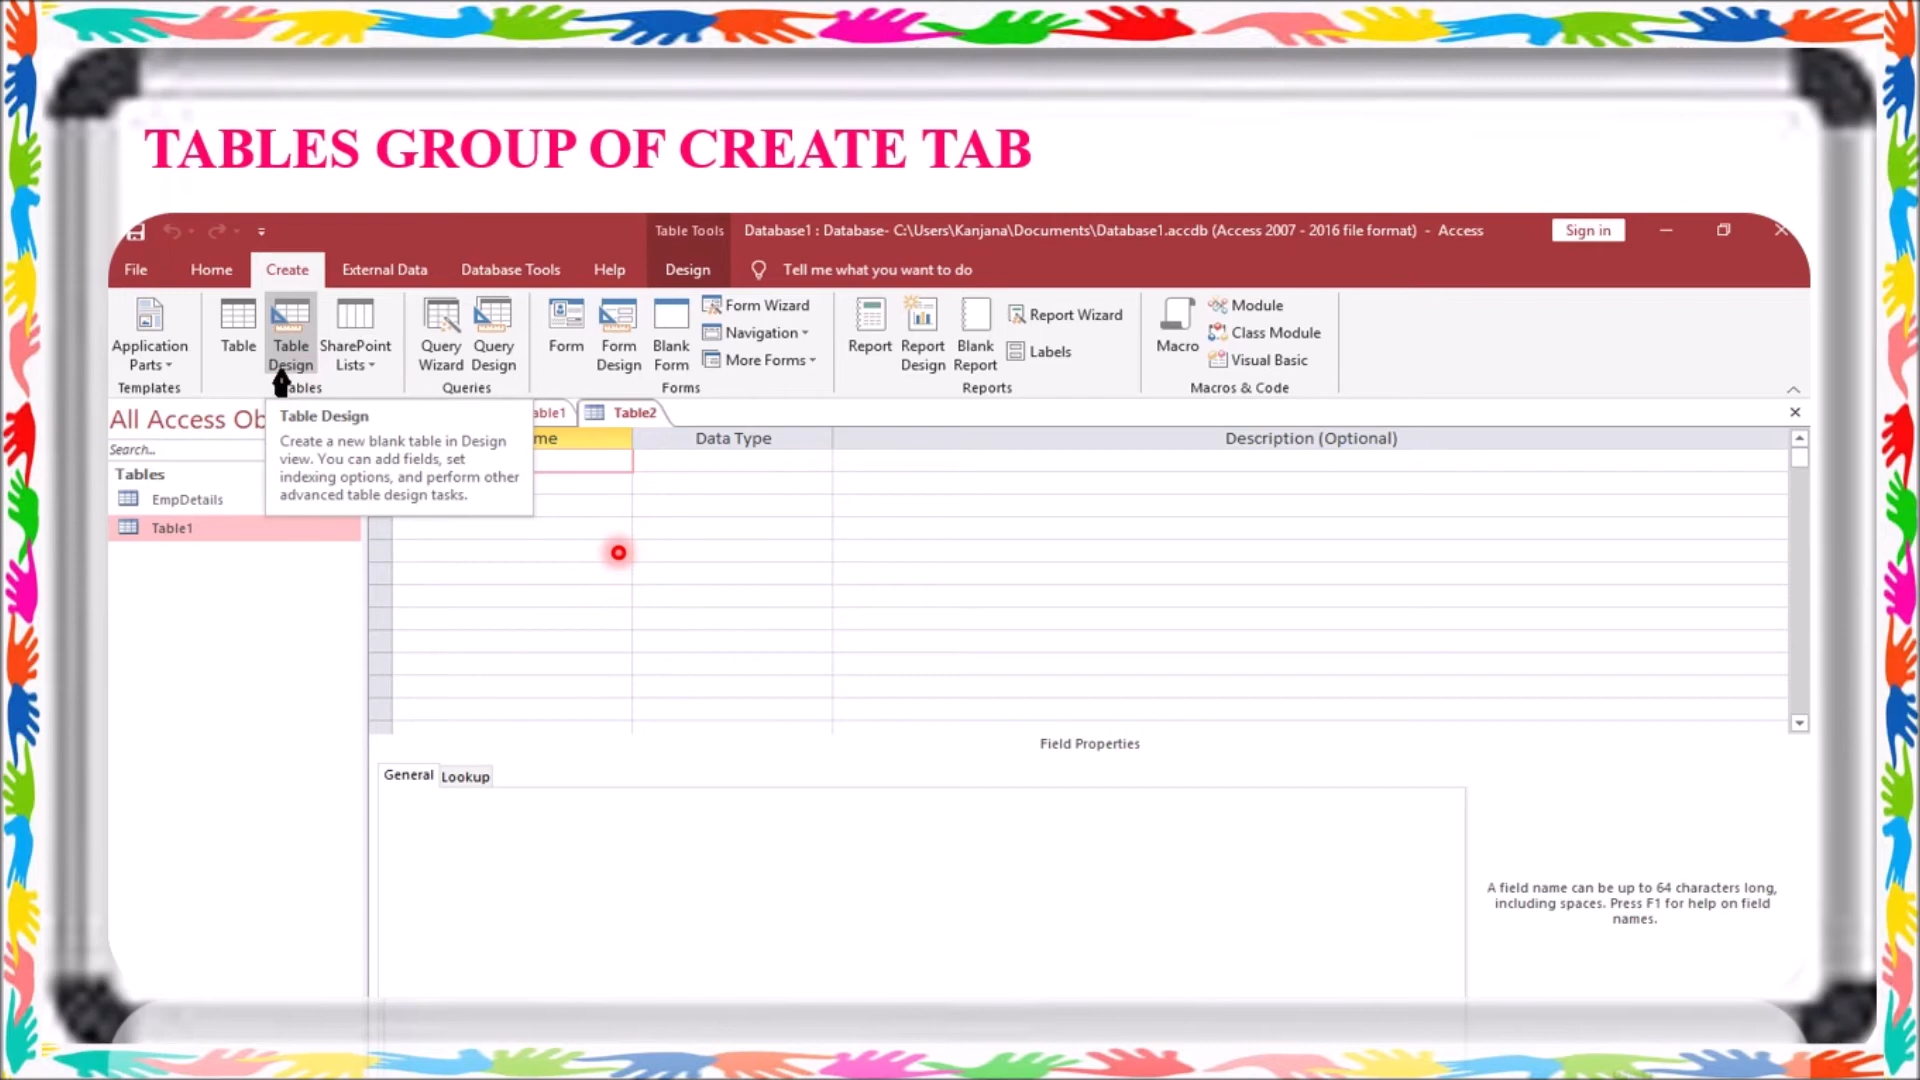 TABLES GROUP OF CREATE TAB
Table Tools
Database1 : Database- C:\Users\Kanjana\Documents\Database1.accdb (Access 2007 - 2016 file format) - Access
Sign in
File
Home
Create
External Data
Database Tools
Help
Design
Tell me what you want to do
Application
Parts
Templates
Table
Table
Design
SharePoint
Lists
Query
Wizard
Query
Design
Queries
Form
Form
Design
Blank
Form
Form Wizard
Navigation
More Forms
Forms
Report
Report
Design
Blank
Report
Report Wizard
Labels
Reports
Macro
Module
Class Module
Visual Basic
Macros & Code
All Access Ob
Search...
Tables
EmpDetails
Table1
Table Design
Create a new blank table in Design
view. You can add fields, set
indexing options, and perform other
advanced table design tasks.
able1
Table2
me
Data Type
Description (Optional)
Field Properties
General
Lookup
A field name can be up to 64 characters long,
including spaces. Press F1 for help on field
names.